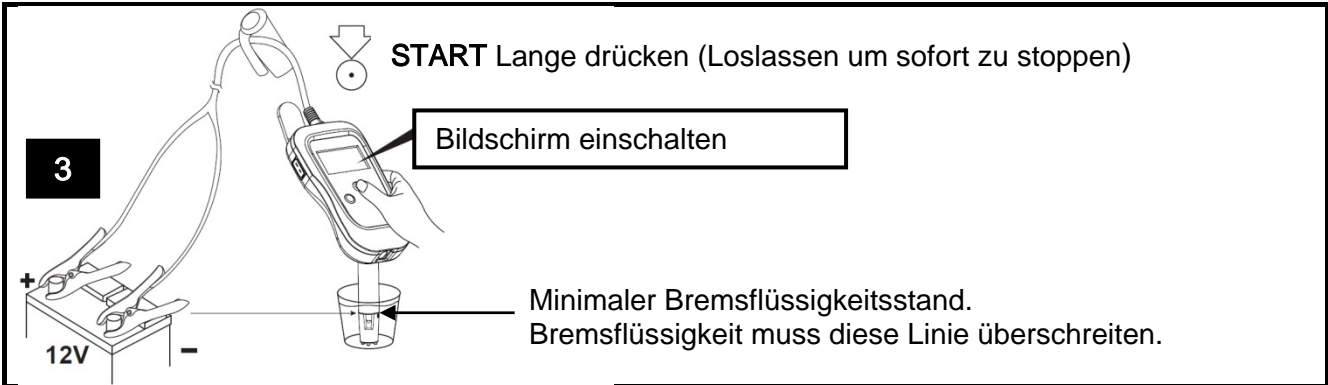 START Lange drücken (Loslassen um sofort zu stoppen)
Bildschirm einschalten
3
+
Minimaler Bremsflüssigkeitsstand.
Bremsflüssigkeit muss diese Linie überschreiten.
12V
-